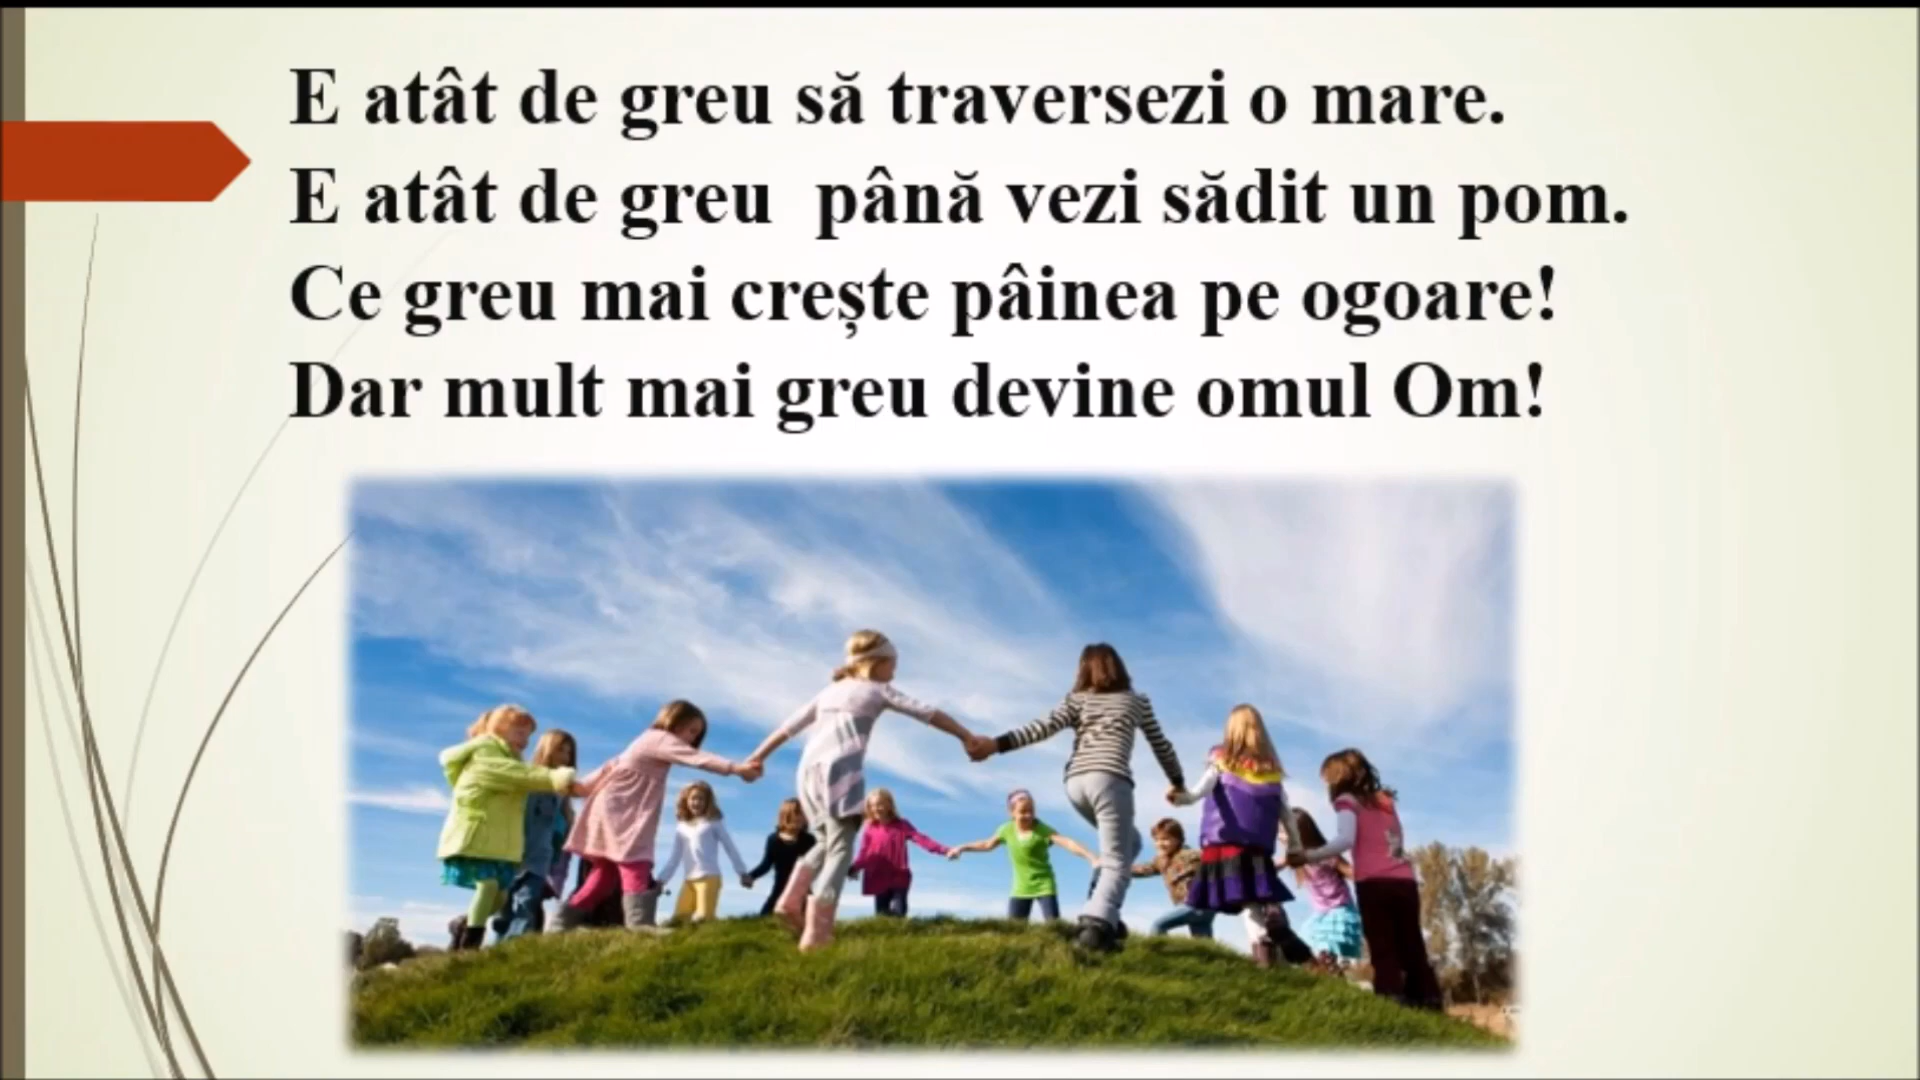 E atât de greu să traversezi o mare.
E atât de greu până vezi sădit un pom.
Ce greu mai crește pâinea pe ogoare!
Dar mult mai greu devine omul Om!